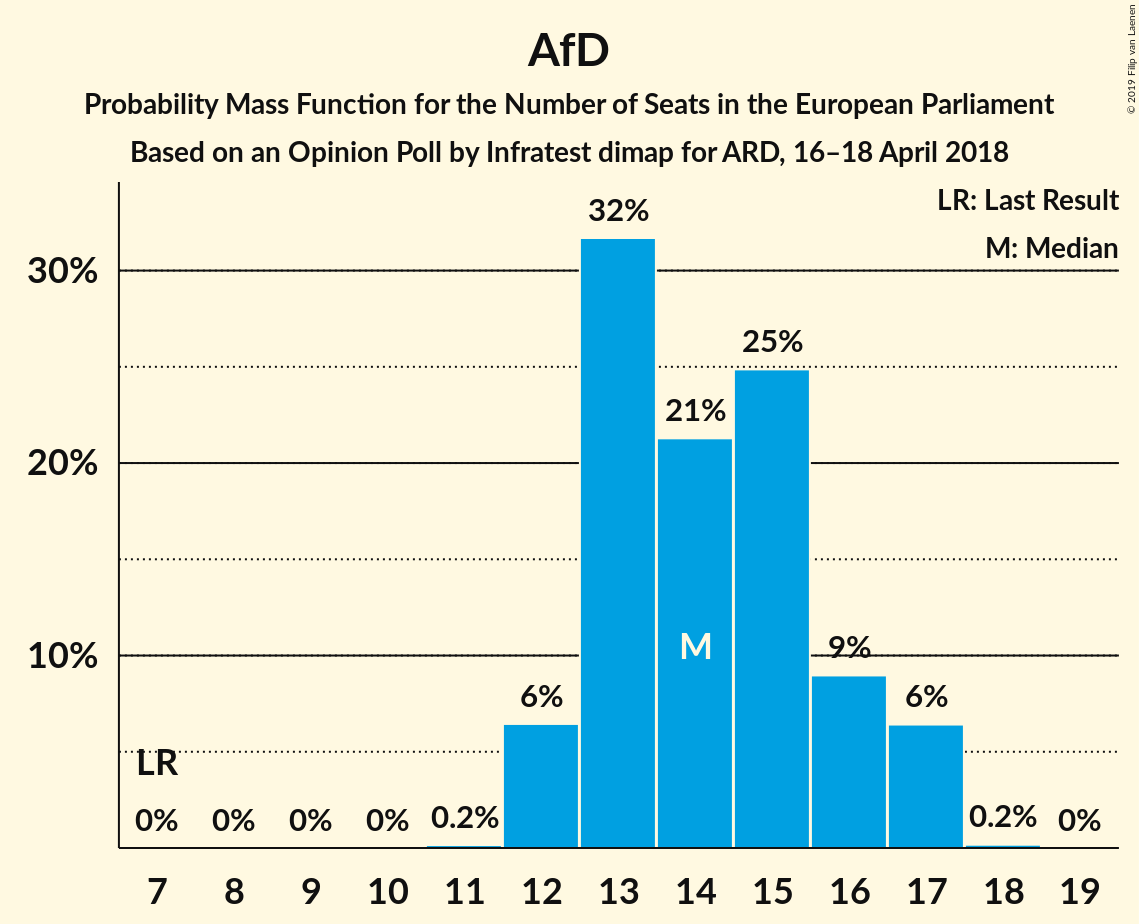 AfD
Probability Mass Function for the Number of Seats in the European Parliament
Based on an Opinion Poll by Infratest dimap for ARD, 16–18 April 2018
© 2019 Filip van Laenen
LR: Last Result
M: Median
30%
20%
10%
LR
0%
0%
0%
0%
0.2%
6%
32%
21%
M
25%
9%
6%
0.2%
0%
7 8 9 10 11 12 13 14 15 16 17 18 19